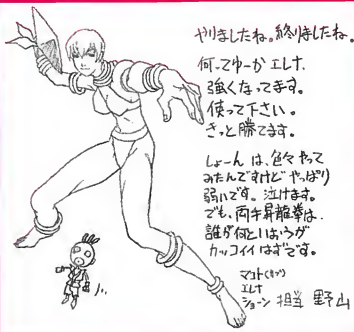 やりましたね。終りましたね。
何ってゆーか エレナ、
強くなってます。
使って下さい。
きっと勝てます。
しょーん は、色々 やって
みたんですけど やっぱり
弱いです。泣けます。
でも、両手昇龍拳は、
誰が何といおうが
カッコイイ はずです。
マコト(サブ)
エレナ
ショーン 担当 野山